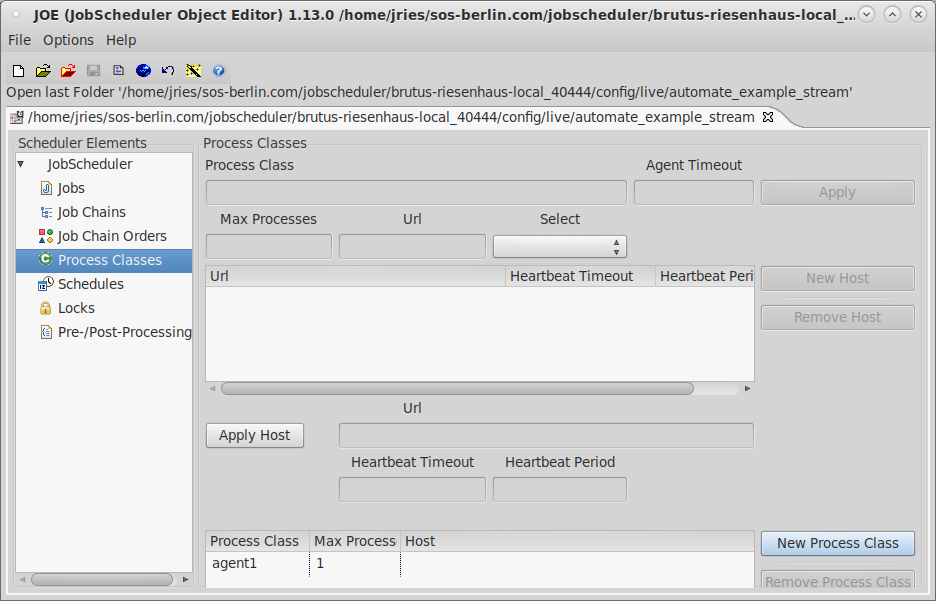 JOE (JobScheduler Object Editor) 1.13.0 /home/jries/sos-berlin.com/jobscheduler/brutus-riesenhaus-local_...
File Options Help
Open last Folder '/home/jries/sos-berlin.com/jobscheduler/brutus-riesenhaus-local_40444/config/live/automate_example_stream'
/home/jries/sos-berlin.com/jobscheduler/brutus-riesenhaus-local_40444/config/live/automate_example_stream
Scheduler Elements
JobScheduler
Jobs
Job Chains
Job Chain Orders
Process Classes
Schedules
Locks
Pre-/Post-Processing
Process Classes
Process Class Agent Timeout
Apply
Max Processes Url Select
Url Heartbeat Timeout Heartbeat Peri
New Host
Remove Host
Url
Apply Host
Heartbeat Timeout Heartbeat Period
Process Class Max Process Host
agent1 1
New Process Class
Remove Process Class